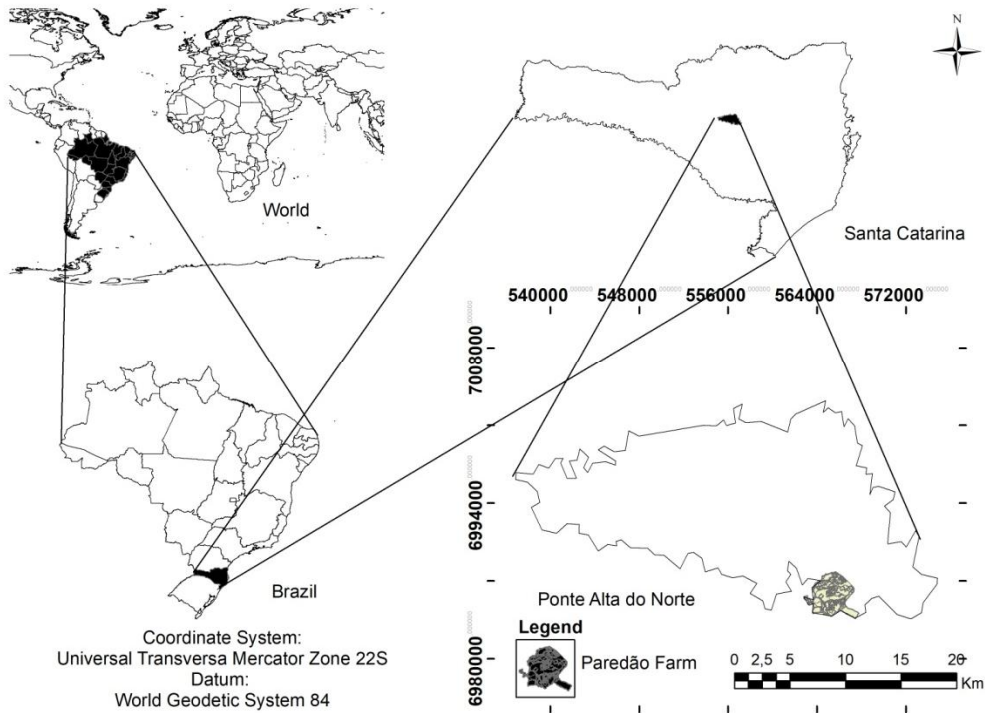 N
World
Santa Catarina
540000 548000 556000 564000 572000
7008000
6994000
6980000
Brazil
Ponte Alta do Norte
Legend
Paredão Farm
Coordinate System:
Universal Transversa Mercator Zone 22S
Datum:
World Geodetic System 84
0 2,5 5 10 15 20
Km